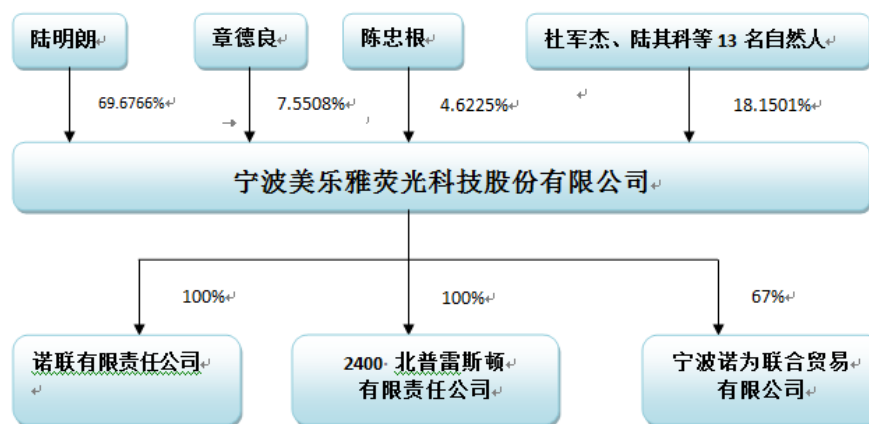 陆明朗
章德良
陈忠根
杜军杰、陆其科等 13 名自然人
69.6766%
7.5508%
4.6225%
18.1501%
宁波美乐雅荧光科技股份有限公司
100%
100%
67%
诺联有限责任公司
2400 北普雷斯顿
有限责任公司
宁波诺为联合贸易
有限公司